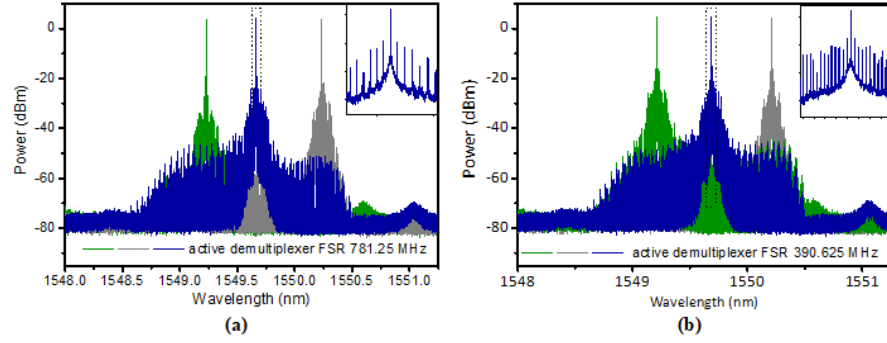 0
-20
-40
-60
-80
Power (dBm)
active demultiplexer FSR 781.25 MHz
1548.0 1548.5 1549.0 1549.5 1550.0 1550.5 1551.0
Wavelength (nm)
(a)
0
-20
-40
-60
-80
Power (dBm)
active demultiplexer FSR 390.625 MHz
1548 1549 1550 1551
Wavelength (nm)
(b)